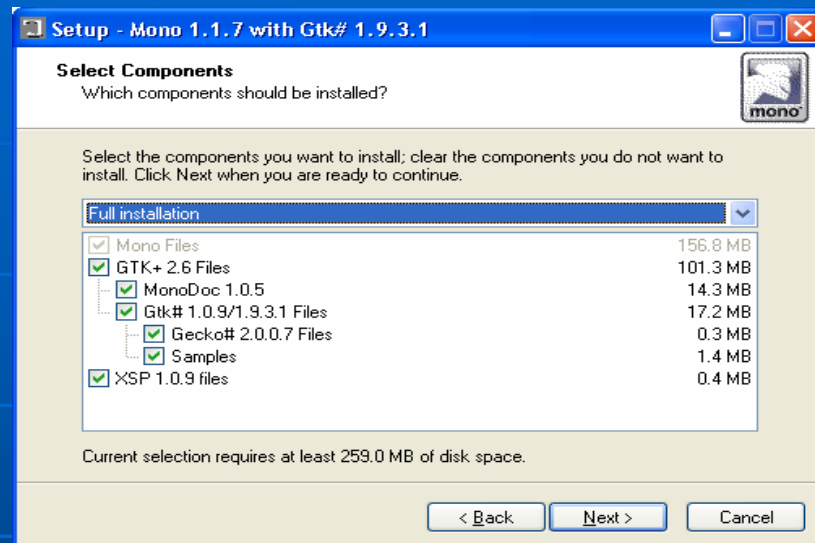 Setup - Mono 1.1.7 with Gtk# 1.9.3.1
Select Components
Which components should be installed?
mono
Select the components you want to install; clear the components you do not want to
install. Click Next when you are ready to continue.
Full installation
Mono Files 156.8 MB
GTK+ 2.6 Files 101.3 MB
MonoDoc 1.0.5 14.3 MB
Gtk# 1.0.9/1.9.3.1 Files 17.2 MB
Gecko# 2.0.0.7 Files 0.3 MB
Samples 1.4 MB
XSP 1.0.9 files 0.4 MB
Current selection requires at least 259.0 MB of disk space.
< Back Next > Cancel